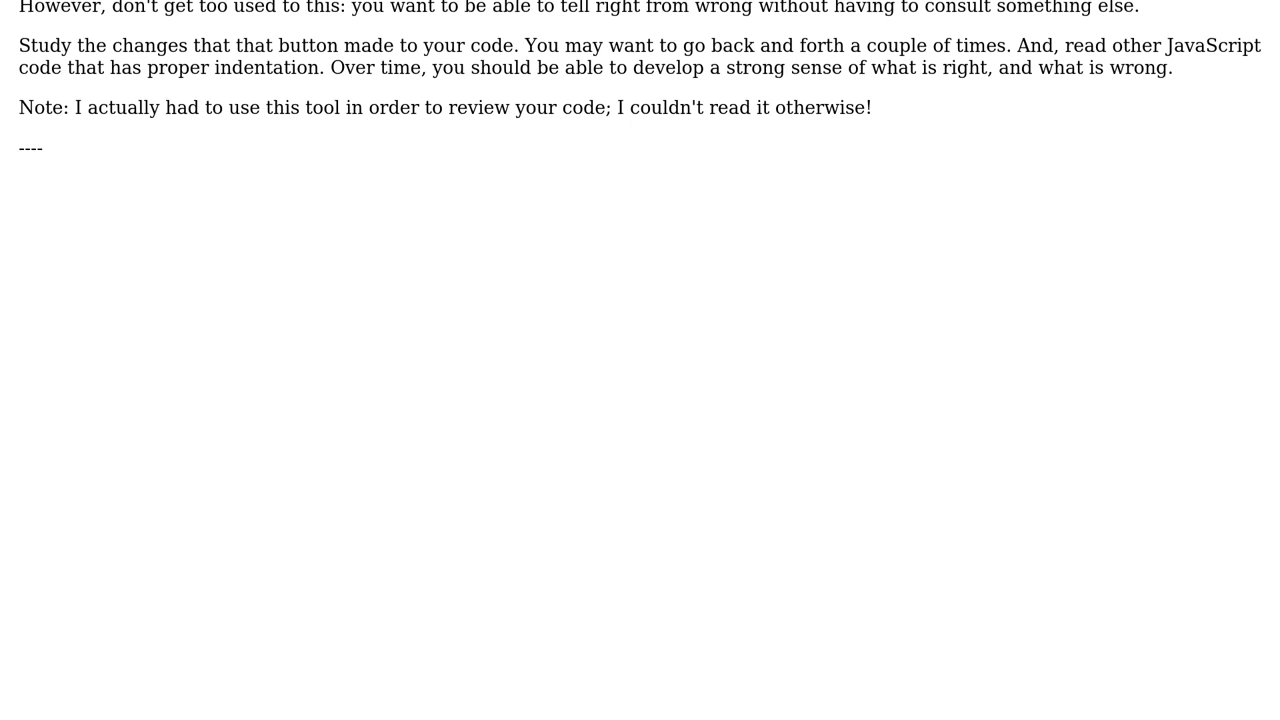 However, don't get too used to this: you want to be able to tell right from wrong without having to consult something else.
Study the changes that that button made to your code. You may want to go back and forth a couple of times. And, read other JavaScript
code that has proper indentation. Over time, you should be able to develop a strong sense of what is right, and what is wrong.
Note: I actually had to use this tool in order to review your code; I couldn't read it otherwise!
----